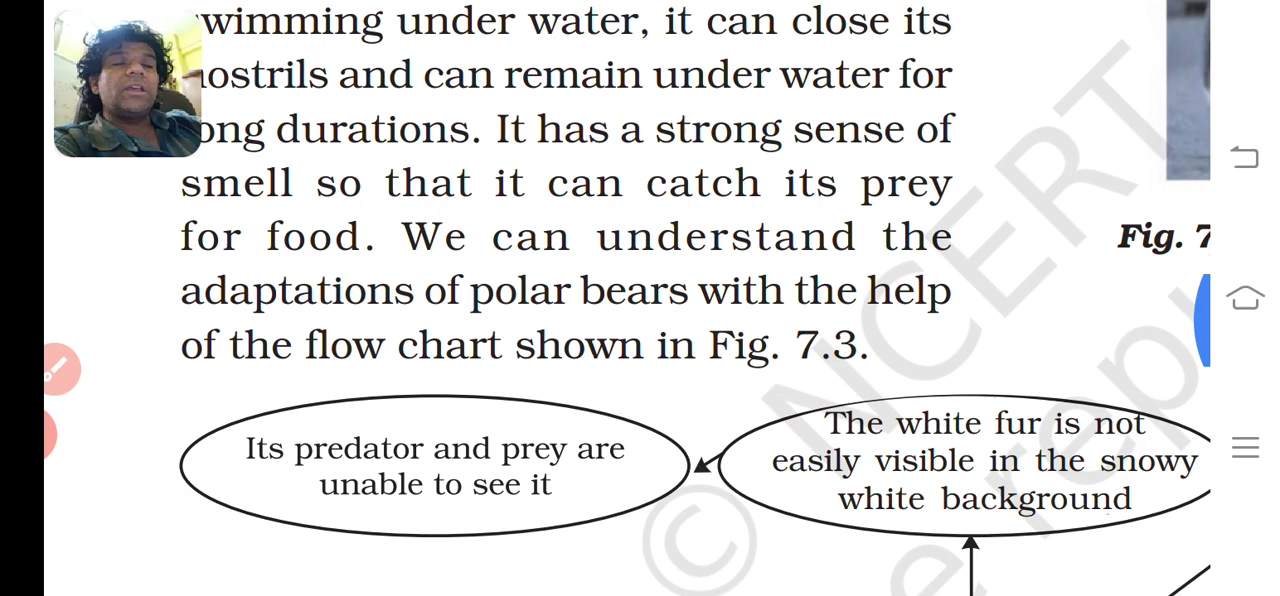 wimming under water, it can close its
ostrils and can remain under water for
ong durations. It has a strong sense of
smell so that it can catch its prey
for food. We can understand the
adaptations of polar bears with the help
of the flow chart shown in Fig. 7.3.
Fig. 7
Its predator and prey are
unable to see it
The white fur is not
easily visible in the snowy
white background
© NCERT
e repu